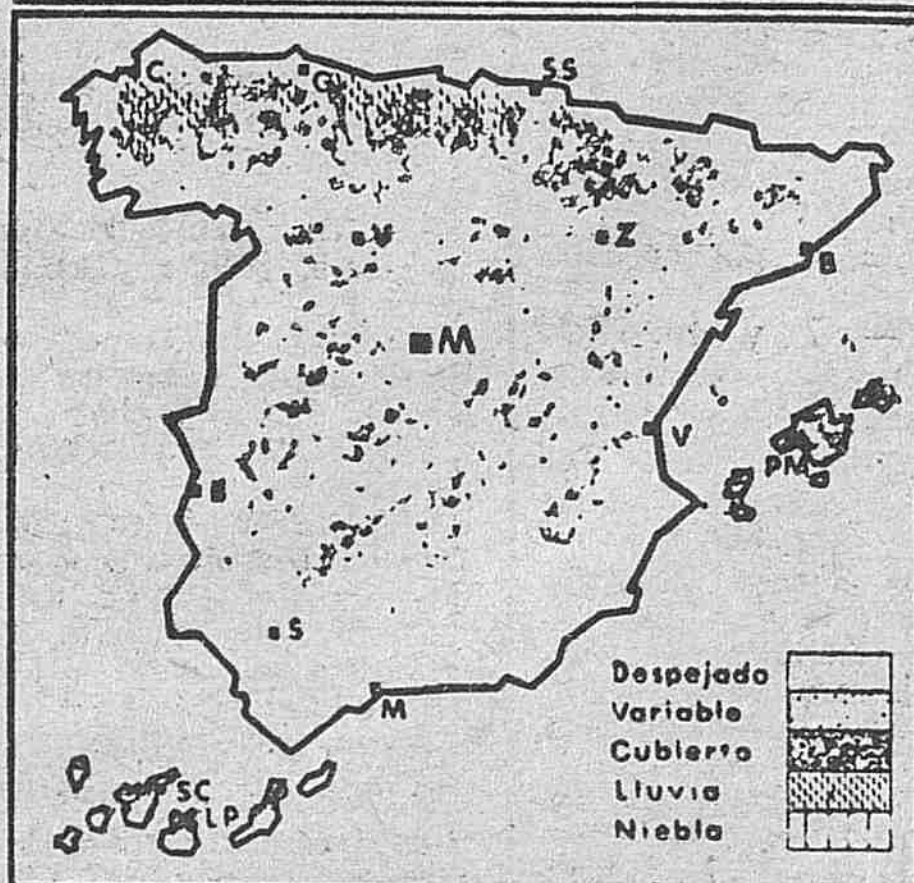 C
G
SS
V
Z
B
M
V
PM
B
S
M
SC
LP
Despejado
Variable
Cubierto
Lluvia
Niebla